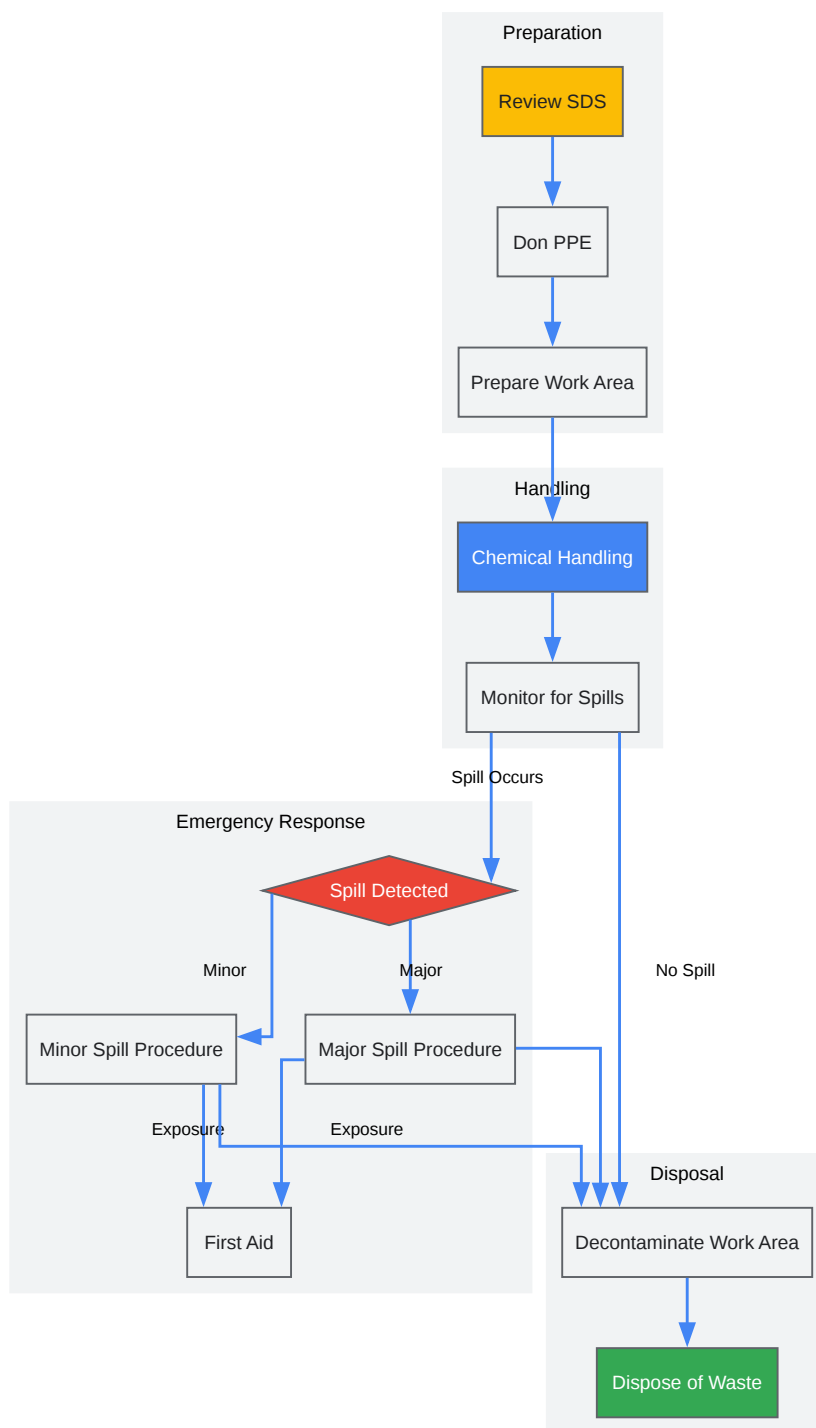 Preparation
Review SDS
Don PPE
Prepare Work Area
Handling
Chemical Handling
Monitor for Spills
Spill Occurs
Emergency Response
Spill Detected
Minor
Major
No Spill
Minor Spill Procedure
Major Spill Procedure
Exposure
Exposure
Disposal
First Aid
Decontaminate Work Area
Dispose of Waste